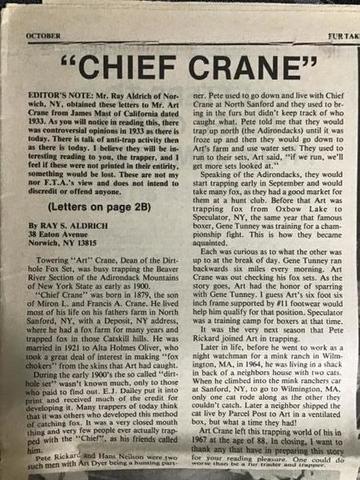 OCTOBER
FUR TAK
"CHIEF CRANE"
EDITOR'S NOTE: Mr. Ray Aldrich of Nor-
wich, NY, obtained these letters to Mr. Art
Crane from James Mast of California dated
1933. As you will notice in reading this, there
was controversial opinions in 1933 as there is
today. There is talk of anti-trap activity then
as there is today. I believe they will be in-
teresting reading to you, the trapper, and I
feel if these were not printed in their entirity,
something would be lost. These are not my
nor F.T.A.'s view and does not intend to
discredit or offend anyone.
(Letters on page 2B)
By RAY S. ALDRICH
38 Eaton Avenue
Norwich, NY 13815
Towering "Art" Crane, Dean of the Dirt-
hole Fox Set, was busy trapping the Beaver
River Section of the Adirondack Mountains
of New York State as early as 1900.
"Chief Crane" was born in 1879, the son
of Miron L. and Francis A. Crane. He lived
most of his life on his fathers farm in North
Sanford, NY, with a Deposit, NY address,
where he had a fox farm for many years and
trapped fox in those Catskill hills. He was
married in 1921 to Alta Holmes Oliver, who
took a great deal of interest in making "fox
chokers" from the skins that Art had caught.
During the early 1900's the so called "dirt-
hole set" wasn't known much, only to those
who paid to find out. E.J. Dailey put it into
print and received much of the credit for
developing it. Many trappers of today think
that it was others who developed this method
of catching fox. It was a very closed mouth
thing and very few people ever actually trap-
ped with the "Chief", as his friends called
him.
Pete Rickard and Hans Neilson were two
such men with Art Dyer being a hunting part-
ner. Pete used to go down and live with Chief
Crane at North Sanford and they used to br-
ing in the furs but didn't keep track of who
caught what. Pete told me that they would
trap up north (the Adirondacks) until it was
froze up and then they would go down to
Art's farm and use water sets. They used to
run to their sets, Art said, "if we run, we'll
get more sets looked at."
Speaking of the Adirondacks, they would
start trapping early in September and would
take many fox, as they had a good market for
them at a hunt club. Before that Art was
trapping fox from Oxbow Lake to
Speculator, NY, the same year that famous
boxer, Gene Tunney was training for a cham-
pionship fight. This is how they became
aquainted.
Each was curious as to what the other was
up to at the break of day. Gene Tunney ran
backwards six miles every morning. Art
Crane was out checking his fox sets. As the
story goes, Art had the honor of sparring
with Gene Tunney. I guess Art's six foot six
inch frame supported by #11 footwear would
help him qualify for that position. Speculator
was a training camp for boxers at that time.
It was the very next season that Pete
Rickard joined Art in trapping.
Later in life, before he went to work as a
night watchman for a mink ranch in Wilm-
ington, MA, in 1964, he was living in a shack
in back of a neighbors house with two cats.
When he climbed into the mink ranchers car
at Sanford, NY, to go to Wilmington, MA,
only one cat rode along as the other they
couldn't catch. Later a neighbor shipped the
cat live by Parcel Post to Art in a ventilated
box, but what a time they had!
Art Crane left this trapping world of his in
1967 at the age of 88. In closing, I want to
thank any that have in preparing this story
for your reading pleasure. One could do
worse than be a fur trader and trapper.